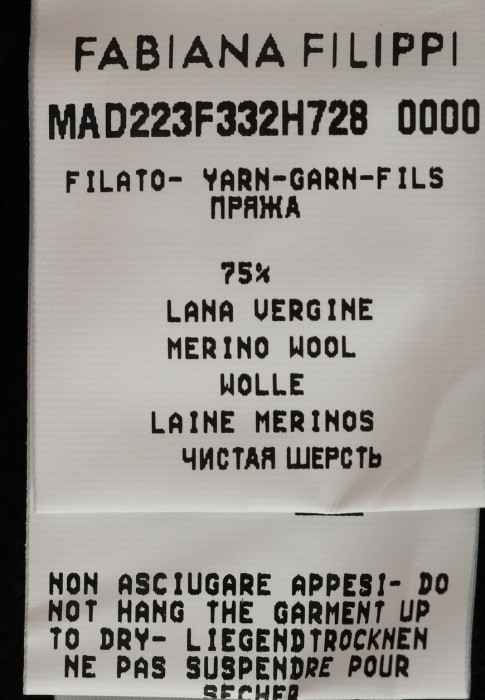 FABIANA FILIPPI
MAD223F332H728 0000
FILATO- YARN-GARN-FILS
ПРЯЖА
75%
LANA VERGINE
MERINO WOOL
WOLLE
LAINE MERINOS
ЧИСТАЯ ШЕРСТЬ
NON ASCIUGARE APPESI- DO
NOT HANG THE GARMENT UP
TO DRY- LIEGENDTROCKNEN
NE PAS SUSPENDRE POUR
SECHER